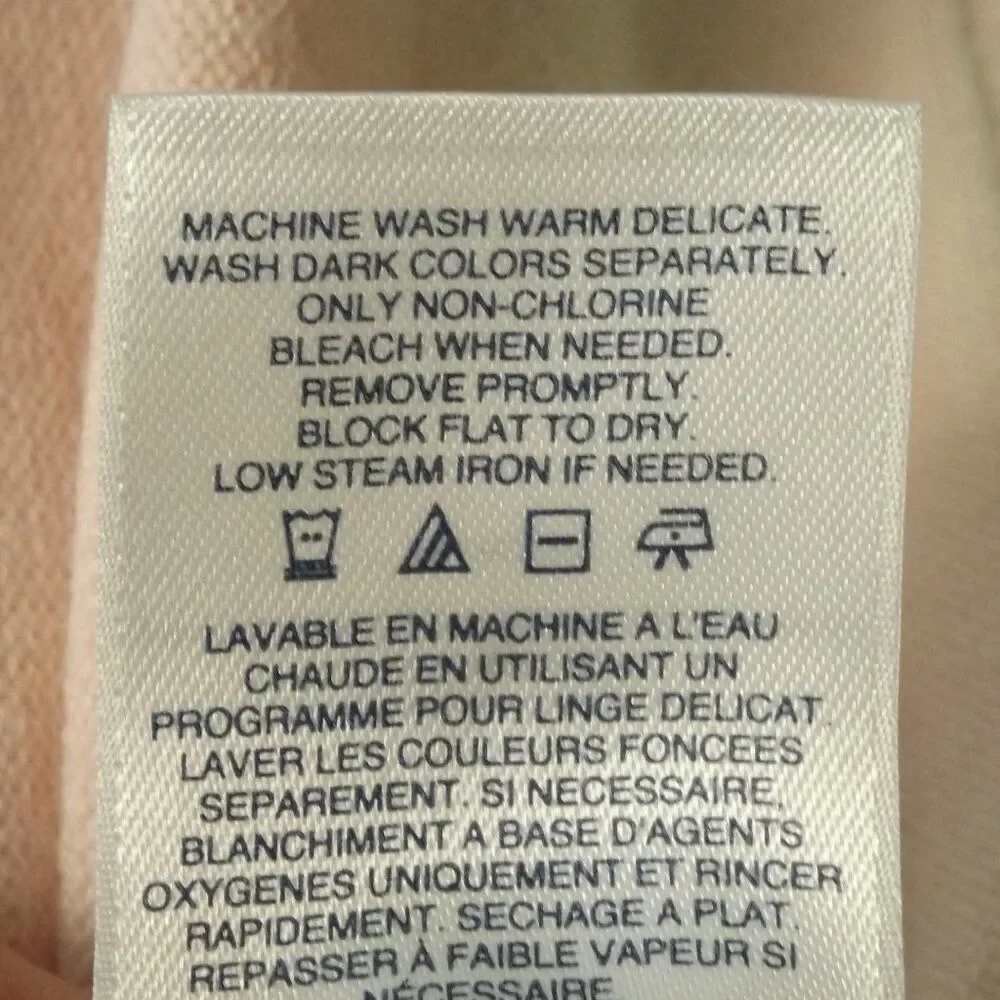 MACHINE WASH WARM DELICATE.
WASH DARK COLORS SEPARATELY.
ONLY NON-CHLORINE
BLEACH WHEN NEEDED.
REMOVE PROMPTLY.
BLOCK FLAT TO DRY.
LOW STEAM IRON IF NEEDED.
LAVABLE EN MACHINE A L'EAU
CHAUDE EN UTILISANT UN
PROGRAMME POUR LINGE DELICAT.
LAVER LES COULEURS FONCEES
SEPAREMENT. SI NECESSAIRE,
BLANCHIMENT A BASE D'AGENTS
OXYGENES UNIQUEMENT ET RINCER
RAPIDEMENT. SECHAGE A PLAT.
REPASSER À FAIBLE VAPEUR SI
NÉCESSAIRE